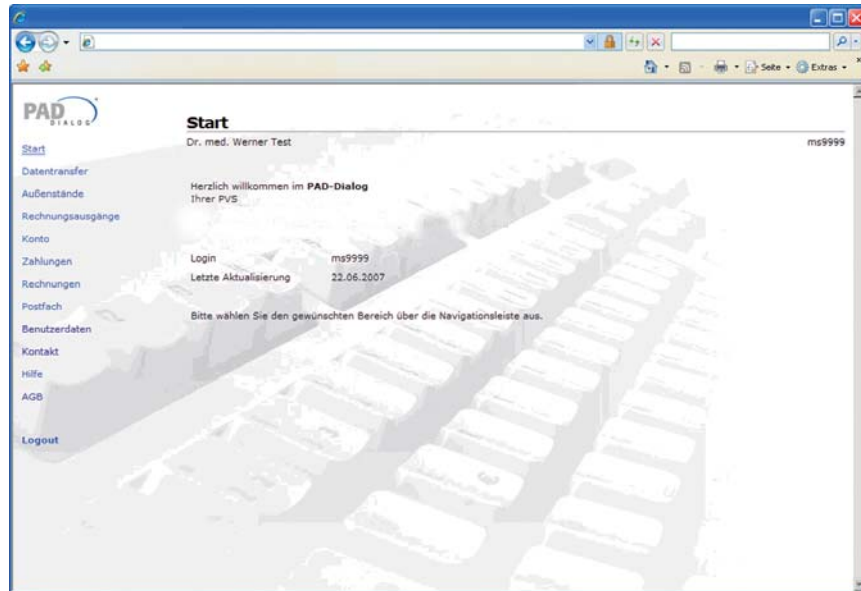 Seite
Extras
PAD
DIALOG
Start
Dr. med. Werner Test ms9999
Start
Datentransfer
Außenstände
Rechnungsausgänge
Konto
Zahlungen
Rechnungen
Postfach
Benutzerdaten
Kontakt
Hilfe
AGB
Logout
Herzlich willkommen im PAD-Dialog
Ihrer PVS
Login ms9999
Letzte Aktualisierung 22.06.2007
Bitte wählen Sie den gewünschten Bereich über die Navigationsleiste aus.